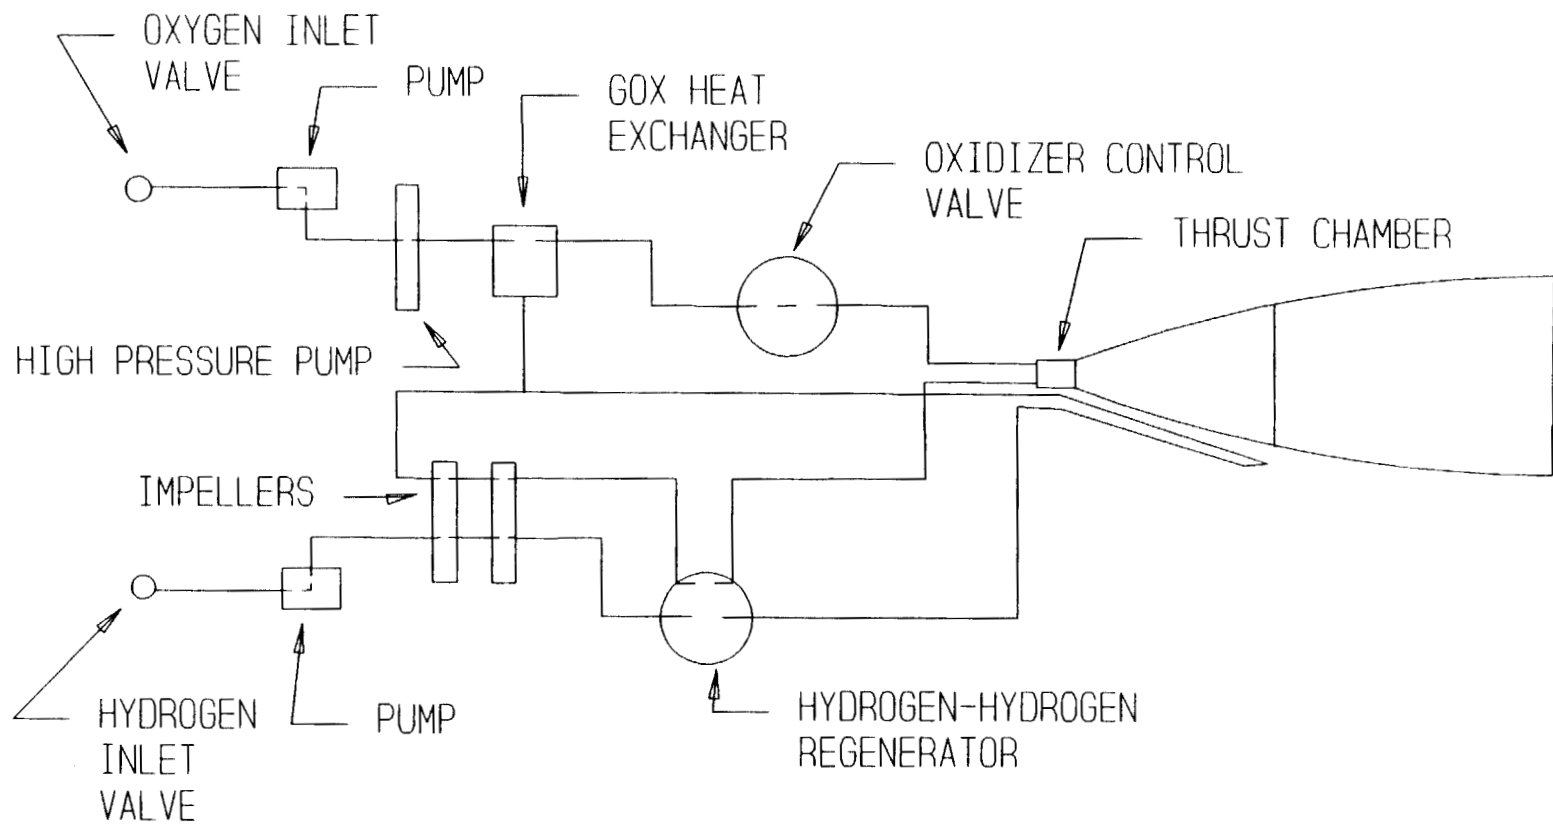 OXYGEN INLET
VALVE
PUMP
GOX HEAT
EXCHANGER
OXIDIZER CONTROL
VALVE
THRUST CHAMBER
HIGH PRESSURE PUMP
IMPELLERS
HYDROGEN
INLET
VALVE
PUMP
HYDROGEN-HYDROGEN
REGENERATOR